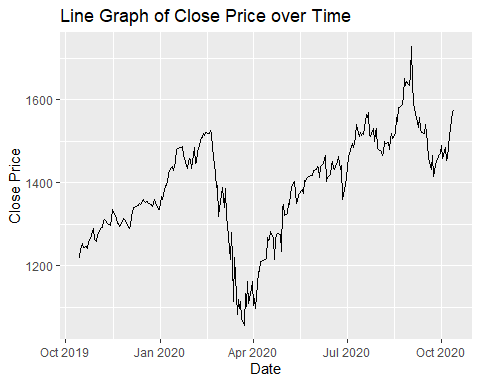 Line Graph of Close Price over Time
1600
1400
1200
Close Price
Oct 2019 Jan 2020 Apr 2020 Jul 2020 Oct 2020
Date